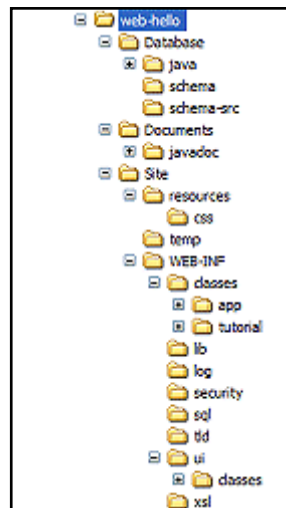 web-hello
Database
java
schema
schema-src
Documents
javadoc
Site
resources
css
temp
WEB-INF
classes
app
tutorial
lib
log
security
sql
tld
ui
classes
xsl